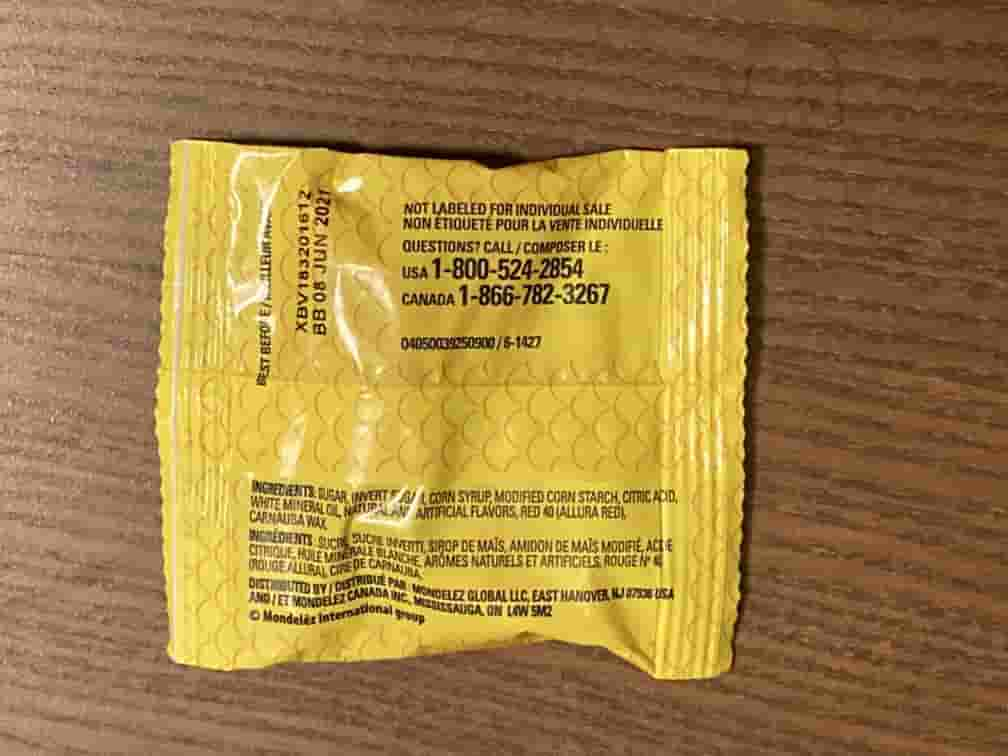 NOT LABELED FOR INDIVIDUAL SALE
NON ETIQUETÉ POUR LA VENTE INDIVIDUELLE
QUESTIONS? CALL / COMPOSER LE :
USA 1-800-524-2854
CANADA 1-866-782-3267
04050039250900 / 6-1427
BEST BEFORE /
XBV183201612
BB 08 JUN 2021
INGREDIENTS: SUGAR, INVERT SUGAR, CORN SYRUP, MODIFIED CORN STARCH, CITRIC ACID,
WHITE MINERAL OIL, NATURAL AND ARTIFICIAL FLAVORS, RED 40 (ALLURA RED),
CARNAUBA WAX.
INGRÉDIENTS: SUCRE, SUCRE INVERTI, SIROP DE MAÏS, AMIDON DE MAÏS MODIFIÉ, ACIDE
CITRIQUE, HUILE MINÉRALE BLANCHE, ARÔMES NATURELS ET ARTIFICIELS, ROUGE Nº 40
(ROUGE ALLURA), CIRE DE CARNAUBA.
DISTRIBUTED BY / DISTRIBUÉ PAR : MONDELEZ GLOBAL LLC, EAST HANOVER, NJ 07936 USA
AND / ET MONDELEZ CANADA INC. MISSISSAUGA, ON L4W 5M2
© Mondelēz International group